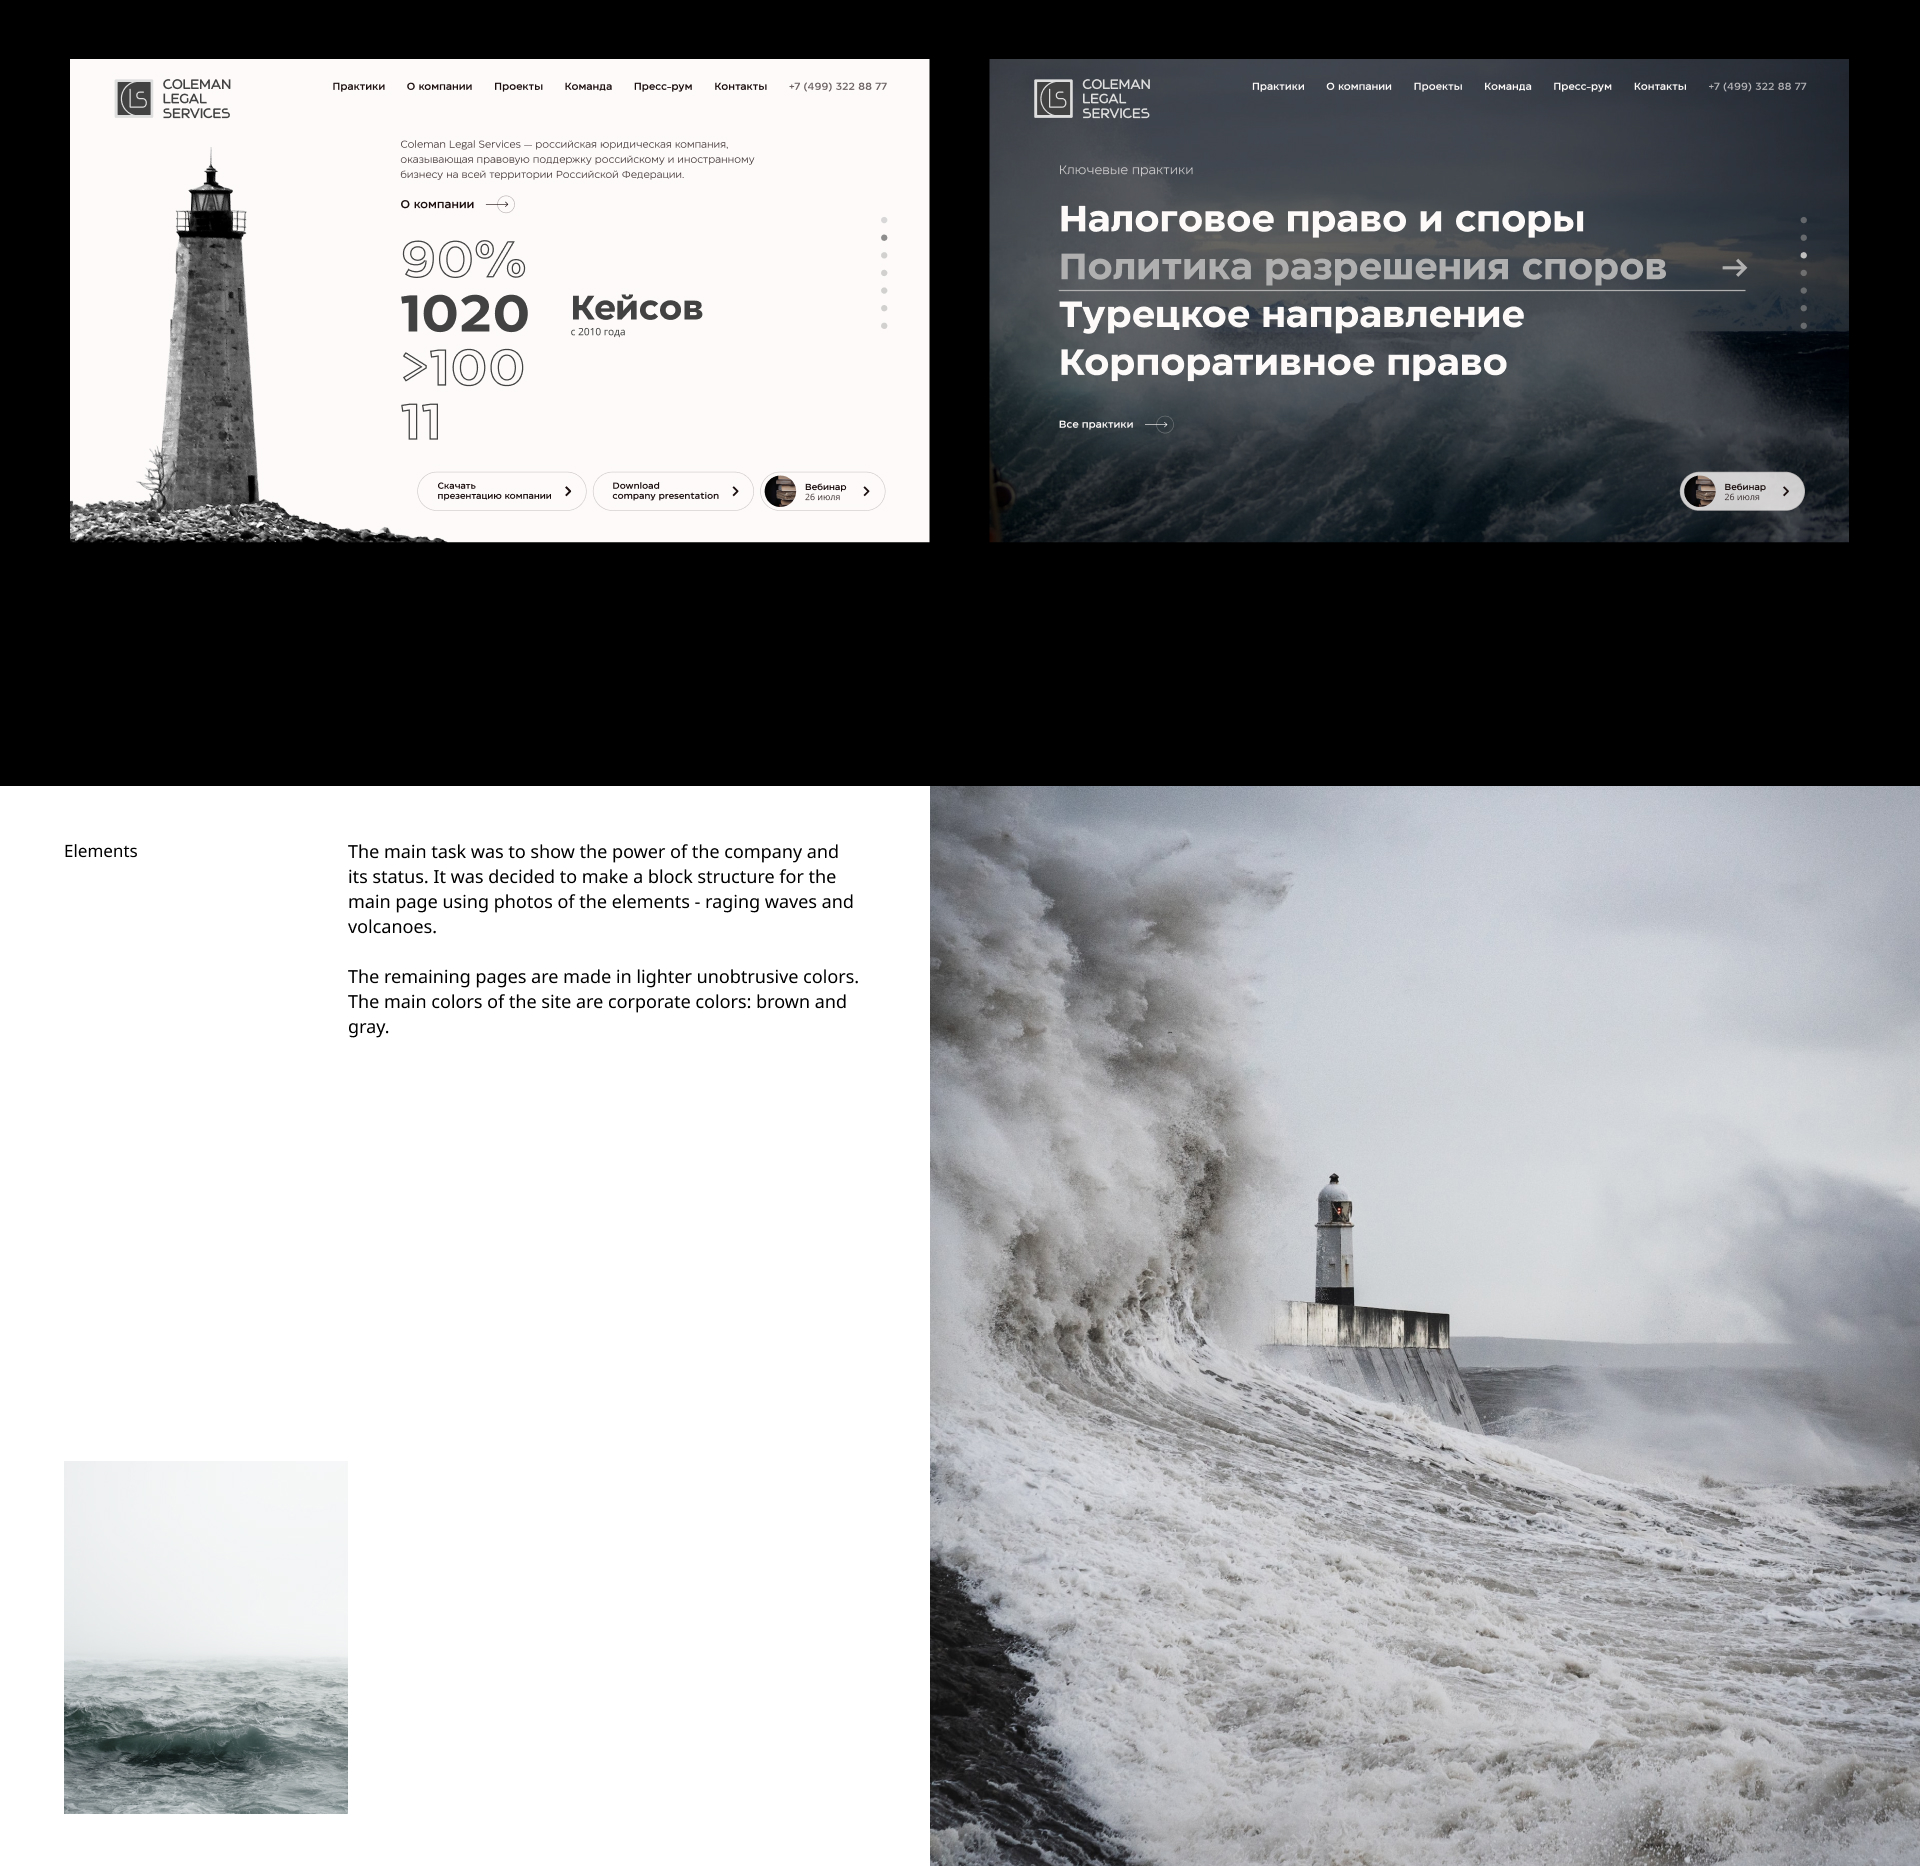 COLEMAN
LEGAL
SERVICES
Практики О компании Проекты Команда Пресс-рум Контакты +7 (499) 322 88 77
Coleman Legal Services — российская юридическая компания,
оказывающая правовую поддержку российскому и иностранному
бизнесу на всей территории Российской Федерации.
О компании
90%
1020
Кейсов
с 2010 года
>100
11
Скачать
презентацию компании
Download
company presentation
Вебинар
26 июля
COLEMAN
LEGAL
SERVICES
Практики О компании Проекты Команда Пресс-рум Контакты +7 (499) 322 88 77
Ключевые практики
Налоговое право и споры
Политика разрешения споров
Турецкое направление
Корпоративное право
Все практики
Вебинар
26 июля
Elements
The main task was to show the power of the company and
its status. It was decided to make a block structure for the
main page using photos of the elements - raging waves and
volcanoes.
The remaining pages are made in lighter unobtrusive colors.
The main colors of the site are corporate colors: brown and
gray.